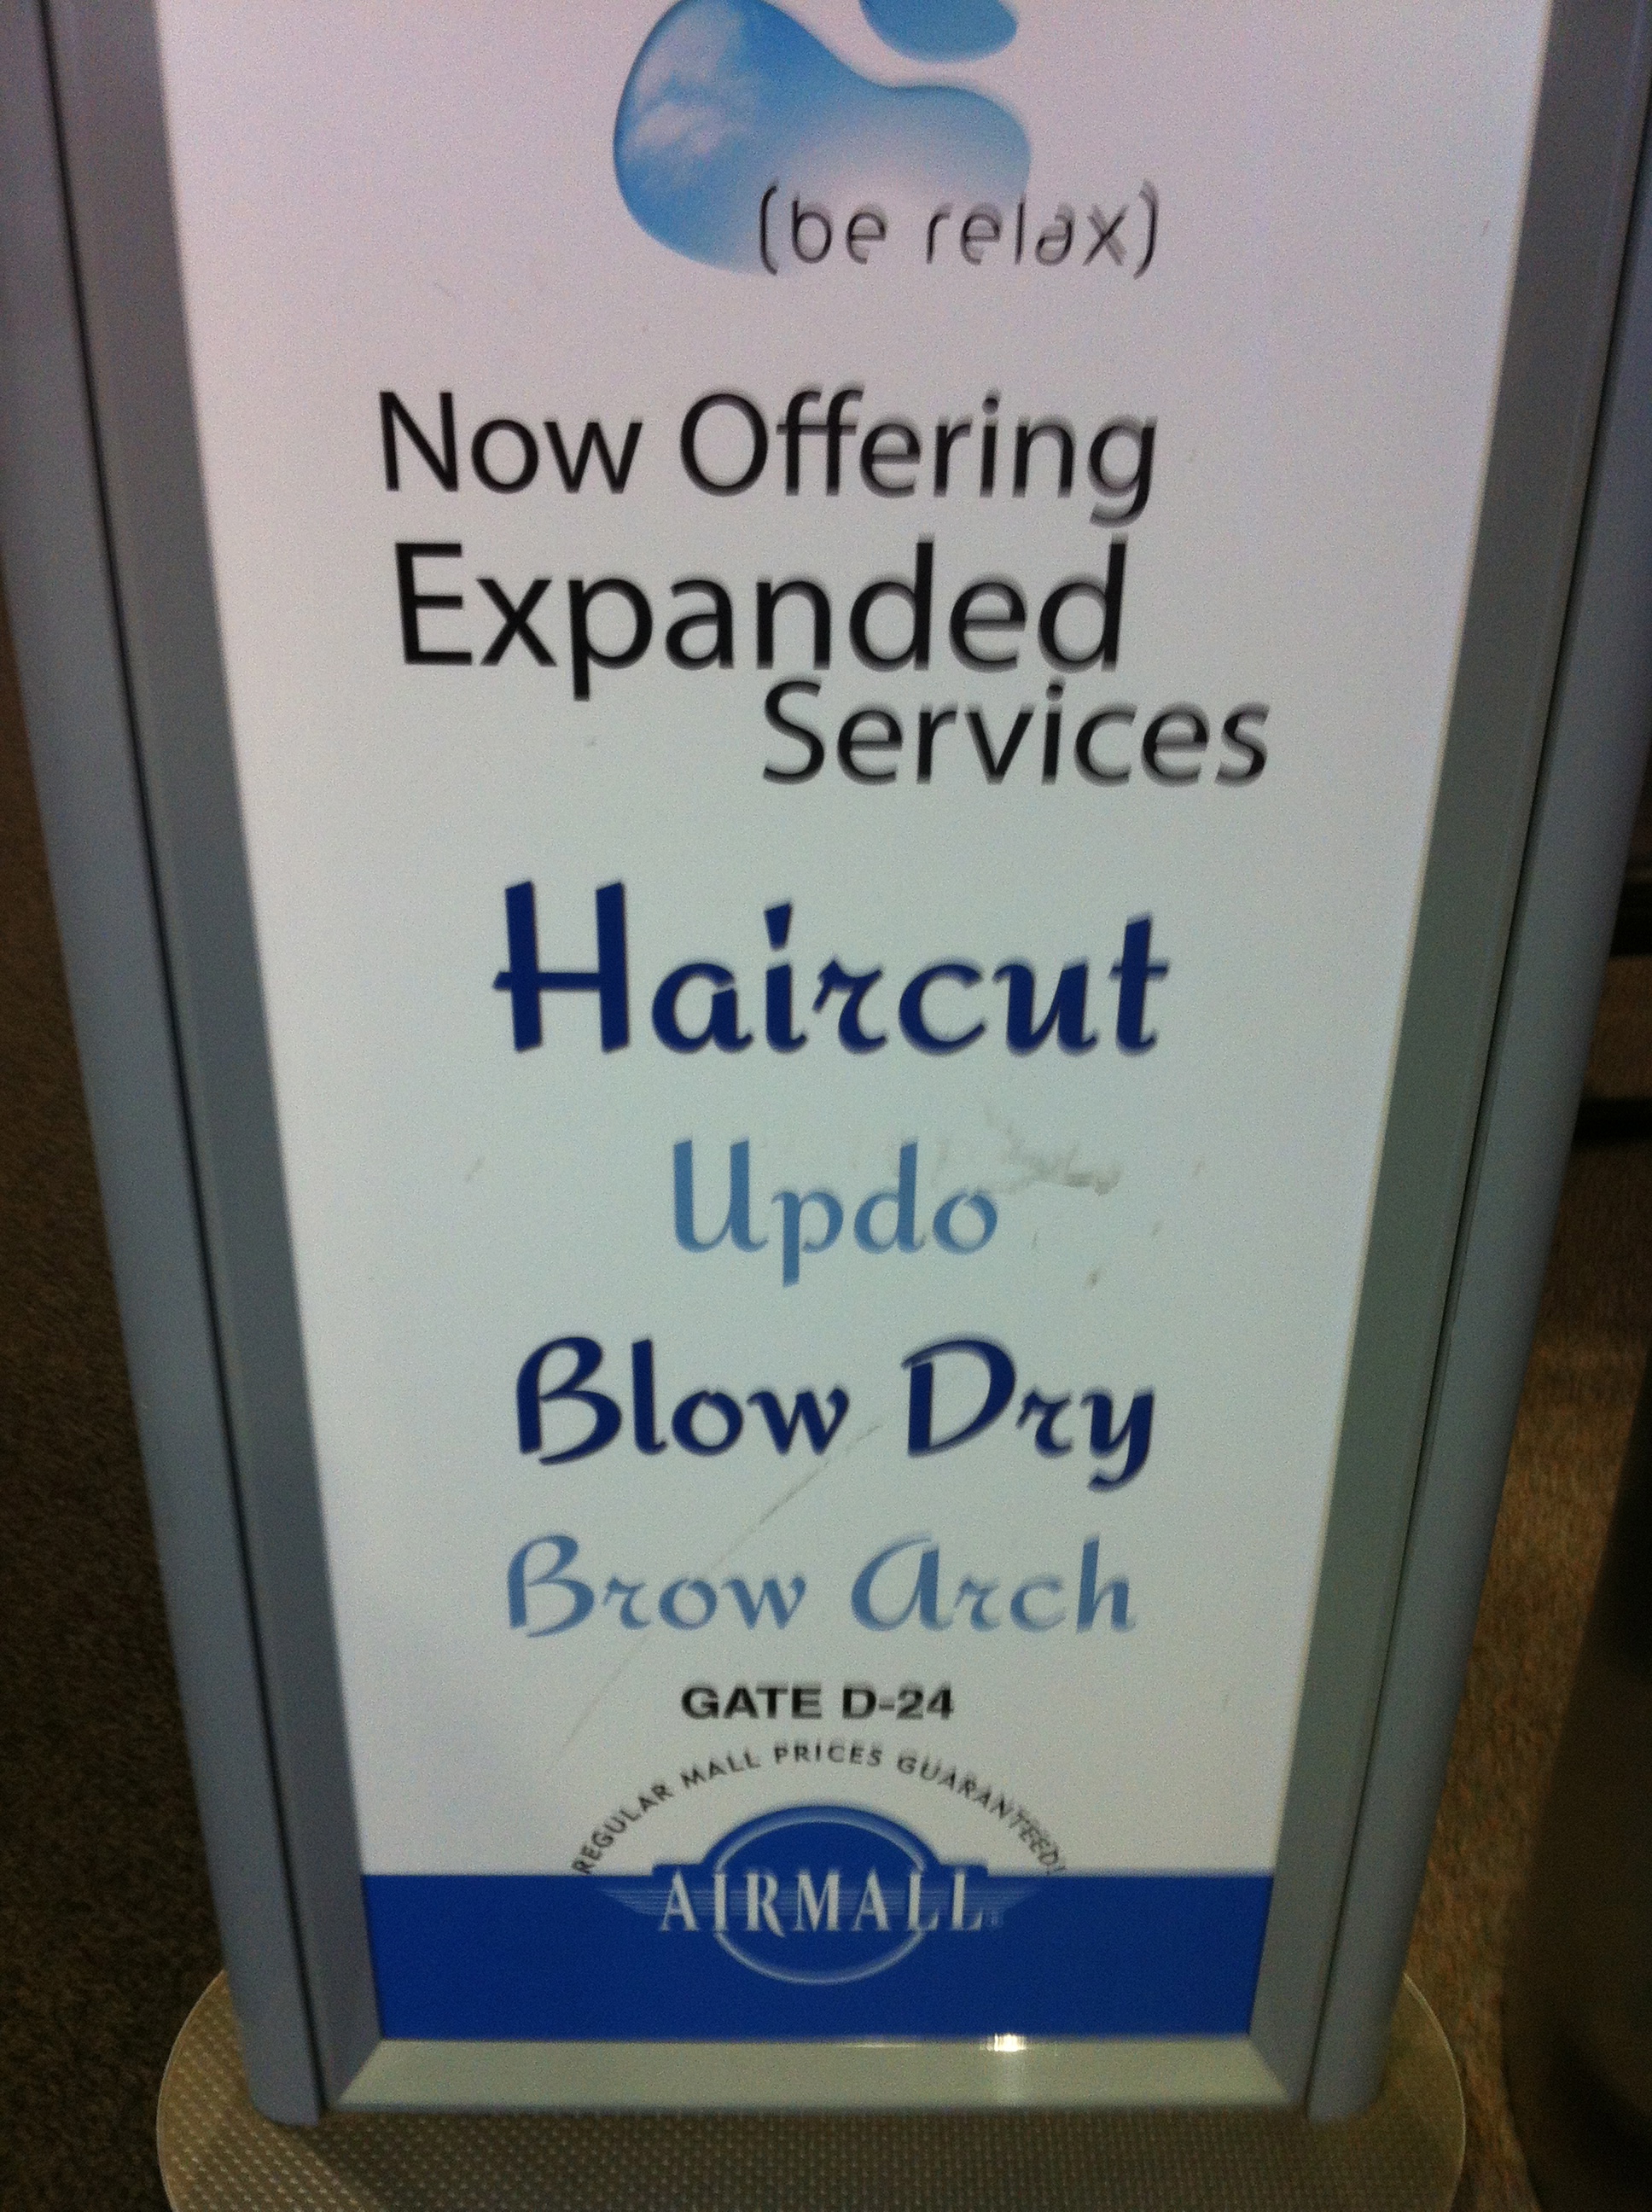 (be relax)
Now Offering
Expanded
Services
Haircut
Updo
Blow Dry
Brow Arch
GATE D-24
REGULAR MALL PRICES GUARANTEED!
AIRMALL